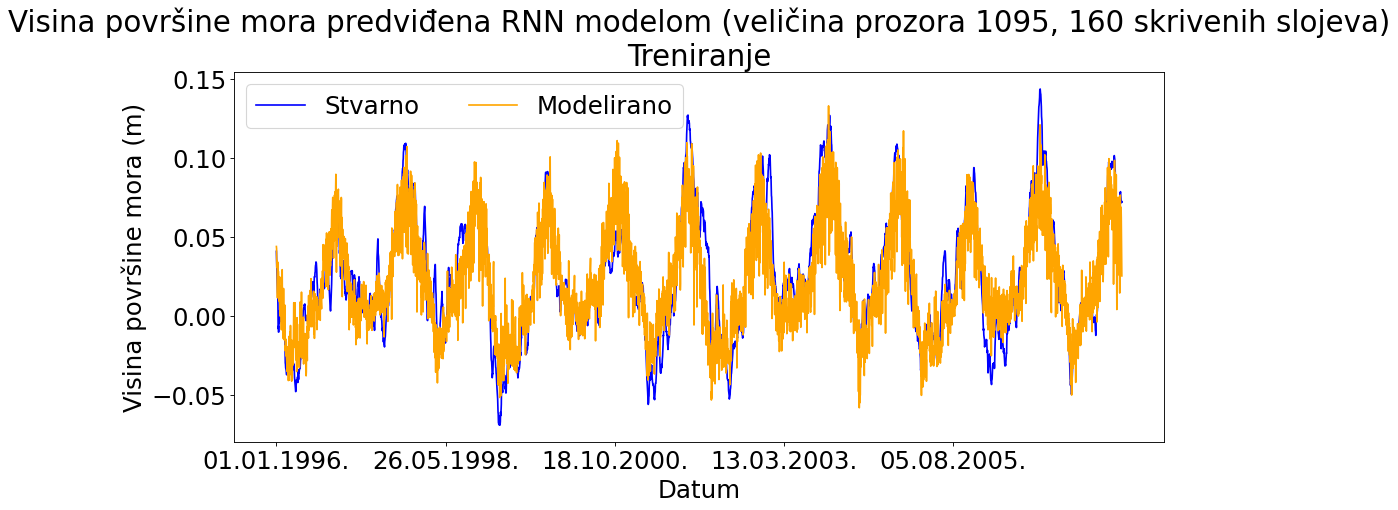 Visina površine mora predviđena RNN modelom (veličina prozora 1095, 160 skrivenih slojeva)
Treniranje
Stvarno Modelirano
Visina površine mora (m)
0.15
0.10
0.05
0.00
−0.05
01.01.1996. 26.05.1998. 18.10.2000. 13.03.2003. 05.08.2005.
Datum